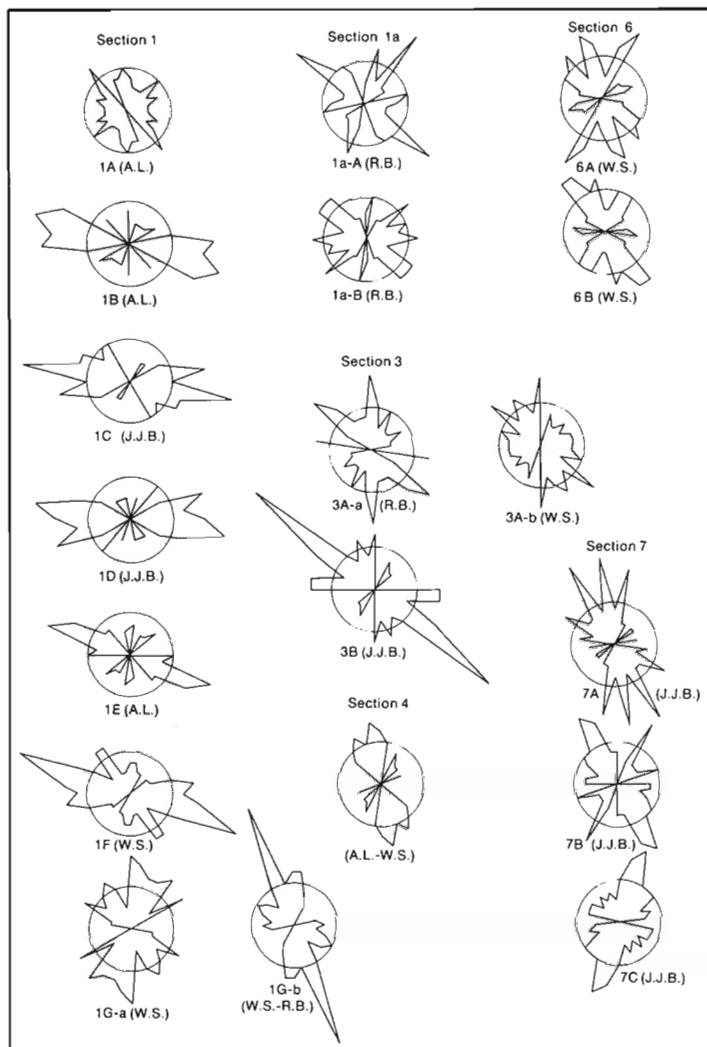 Section 1
1A (A.L.)
1B (A.L.)
1C (J.J.B.)
1D (J.J.B.)
1E (A.L.)
1F (W.S.)
1G-a (W.S.)
1G-b
(W.S.-R.B.)
Section 1a
1a-A (R.B.)
1a-B (R.B.)
Section 3
3A-a (R.B.)
3A-b (W.S.)
3B (J.J.B.)
Section 4
(A.L.-W.S.)
Section 6
6A (W.S.)
6B (W.S.)
Section 7
7A (J.J.B.)
7B (J.J.B.)
7C (J.J.B.)